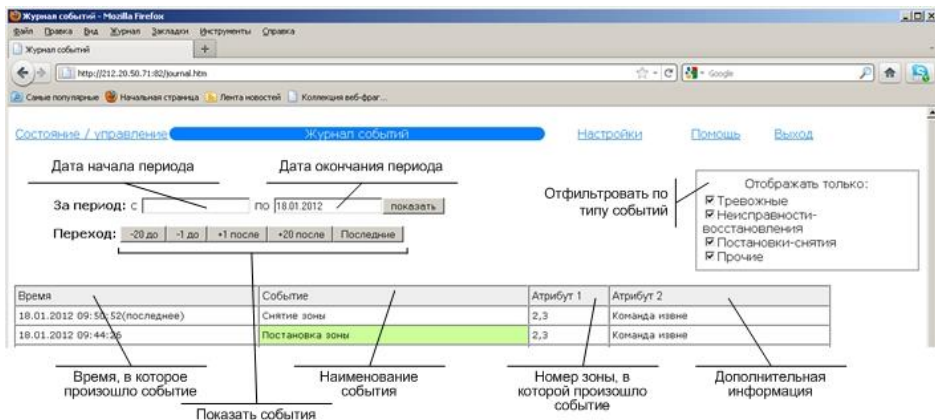 Журнал событий - Mozilla Firefox
Файл Правка Вид Журнал Закладки Инструменты Справка
Журнал событий +
http://212.20.50.71:82/journal.htm
Google
Самые популярные Начальная страница Лента новостей Коллекция веб-фраг...
Состояние / управление Журнал событий Настройки Помощь Выход
Дата начала периода Дата окончания периода
За период: с по 18.01.2012 показать
Переход: -20 до -1 до +1 после +20 после Последние
Отфильтровать по
типу событий
Отображать только:
Тревожные
Неисправности-
восстановления
Постановки-снятия
Прочие
Время Событие Атрибут 1 Атрибут 2
18.01.2012 09:50:52(последнее) Снятие зоны 2,3 Команда извне
18.01.2012 09:44:26 Постановка зоны 2,3 Команда извне
Время, в которое
произошло событие
Показать события
Наименование
события
Номер зоны, в
которой произошло
событие
Дополнительная
информация